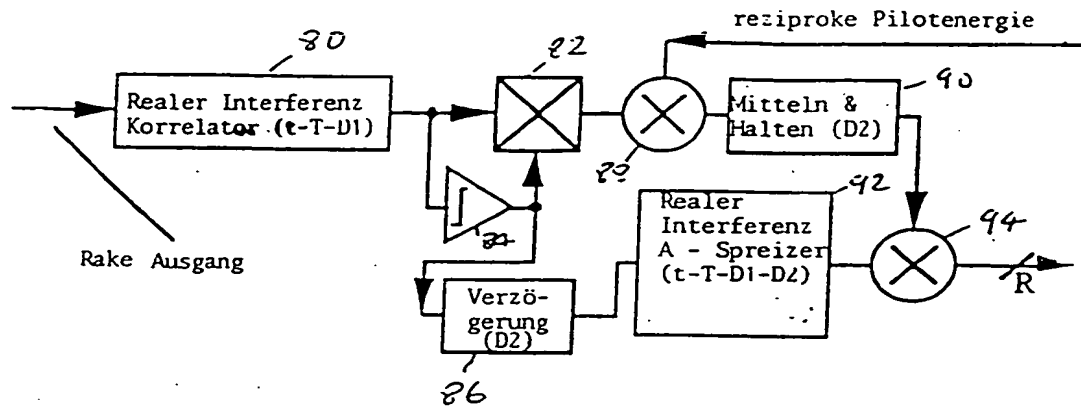 reziproke Pilotenergie
80
82
90
Realer Interferenz
Korrelator (t-T-D1)
Mitteln &
Halten (D2)
92
Realer
Interferenz
A - Spreizer
(t-T-D1-D2)
94
Rake Ausgang
R
Verzö-
gerung
(D2)
86